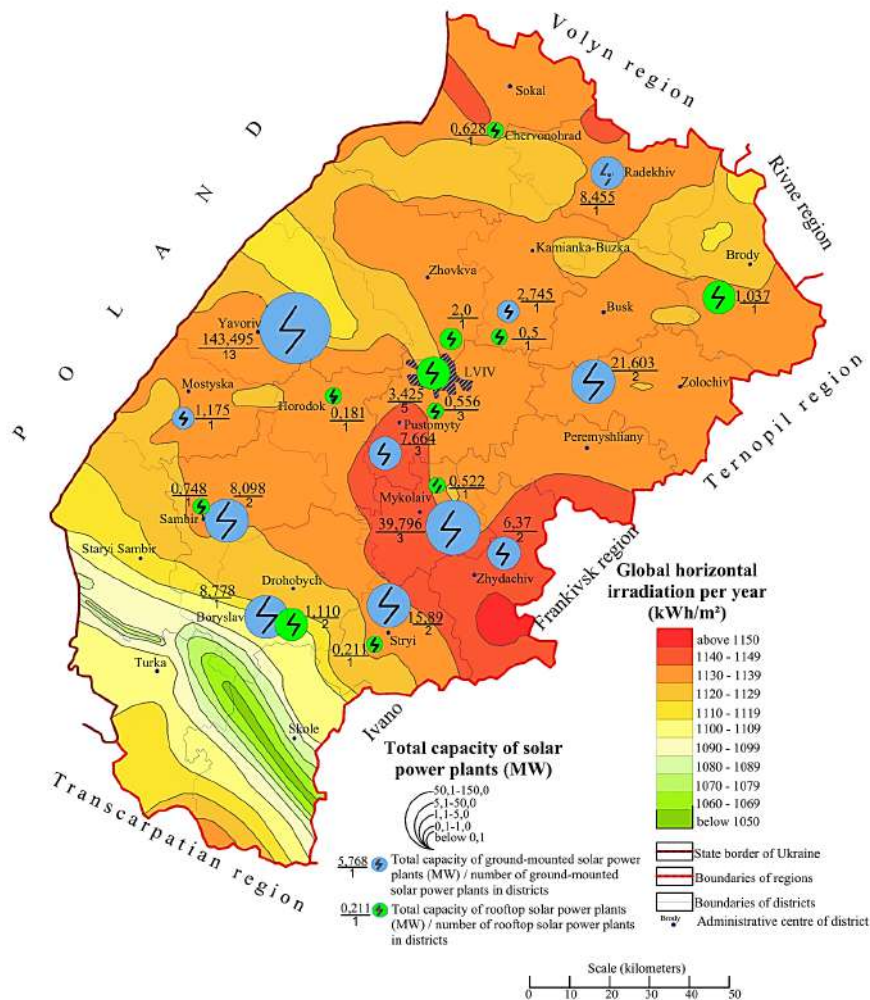 Volyn region
Sokal
0,628
1
Chervonohrad
Radekhiv
8,455
1
Rivne region
POLAND
Kamianka-Buzka
Brody
Zhovkva
1,037
1
2,745
1
Busk
2,0
1
0,5
1
Yavoriv
143,495
13
LVIV
21,603
2
Zolochiv
Mostyska
1,175
1
Horodok
0,181
1
3,425
5
0,556
3
Pustomyty
7,664
3
Peremyshliany
Ternopil region
0,748
1
8,098
2
Sambir
0,522
1
Mykolaiv
39,796
3
6,37
2
Zhydachiv
Staryi Sambir
Drohobych
8,778
1
Boryslav
1,110
2
15,89
2
Stryi
0,211
1
Turka
Skole
Ivano
Frankivsk region
Transcarpatian region
Global horizontal
irradiation per year
(kWh/m²)
above 1150
1140 - 1149
1130 - 1139
1120 - 1129
1110 - 1119
1100 - 1109
1090 - 1099
1080 - 1089
1070 - 1079
1060 - 1069
below 1050
State border of Ukraine
Boundaries of regions
Boundaries of districts
Brody
Administrative centre of district
Total capacity of solar
power plants (MW)
50,1-150,0
5,1-50,0
1,1-5,0
0,1-1,0
below 0,1
5,768
1
Total capacity of ground-mounted solar power
plants (MW) / number of ground-mounted
solar power plants in districts
0,211
1
Total capacity of rooftop solar power plants
(MW) / number of rooftop solar power plants
in districts
Scale (kilometers)
0 10 20 30 40 50